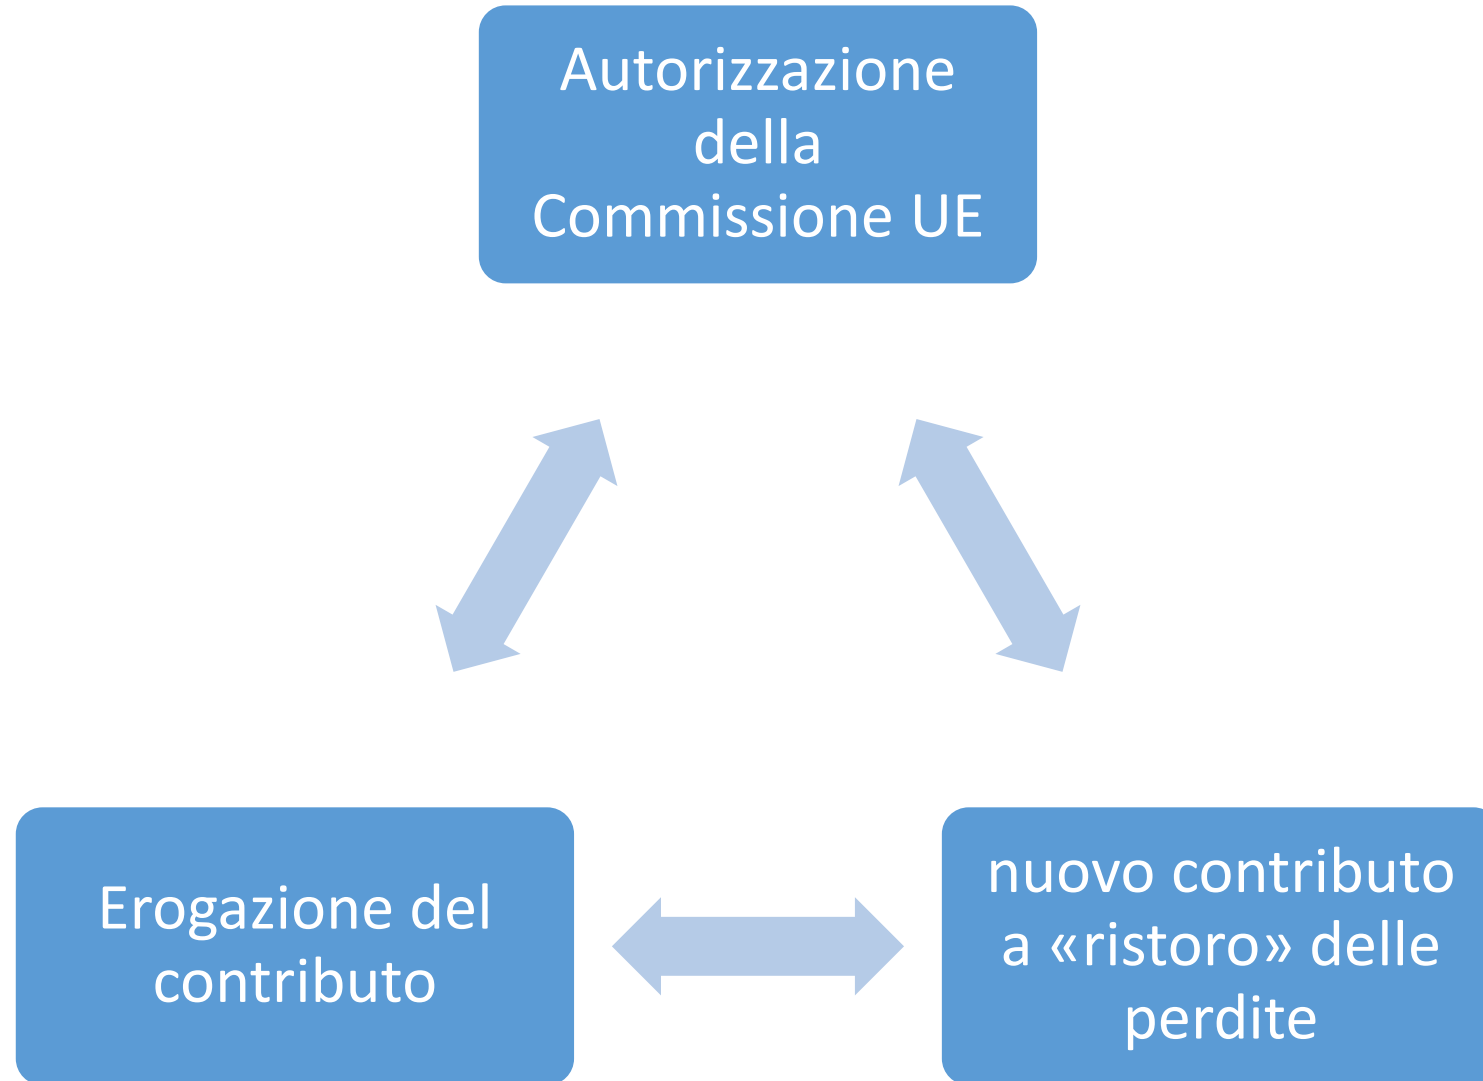 Autorizzazione
della
Commissione UE
Erogazione del
contributo
nuovo contributo
a «ristoro» delle
perdite